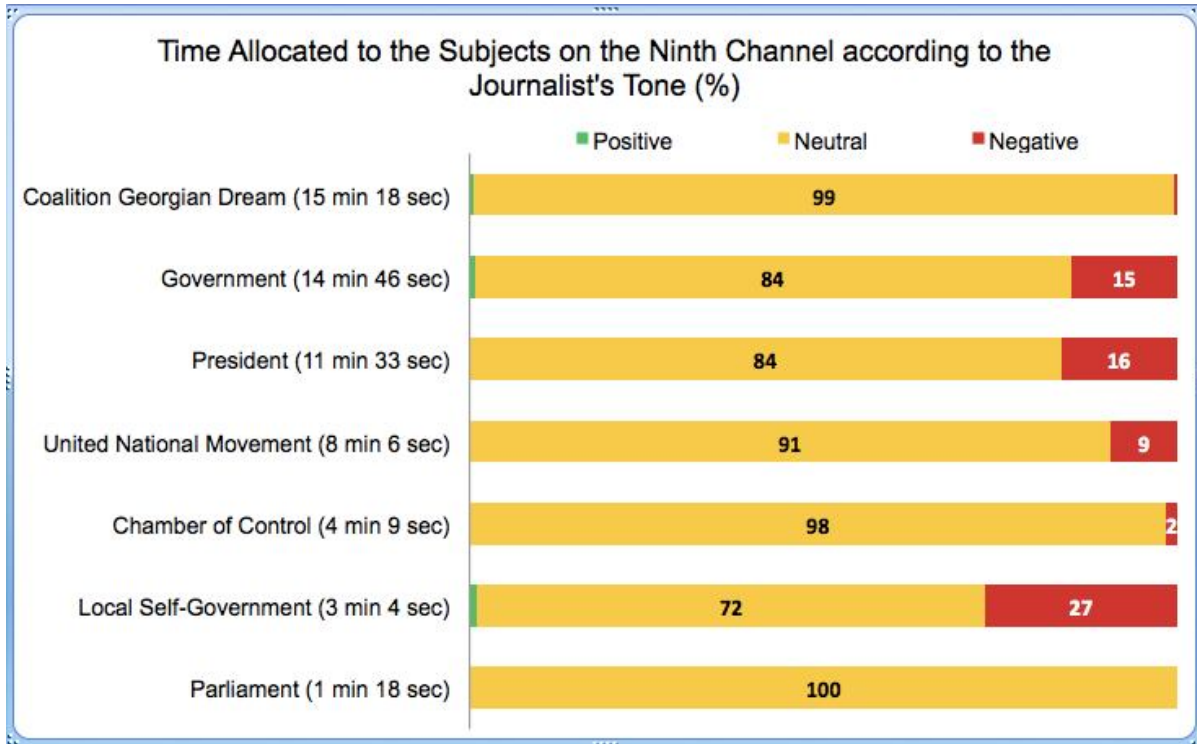 Time Allocated to the Subjects on the Ninth Channel according to the
Journalist's Tone (%)
Positive Neutral Negative
Coalition Georgian Dream (15 min 18 sec) 99
Government (14 min 46 sec) 84 15
President (11 min 33 sec) 84 16
United National Movement (8 min 6 sec) 91 9
Chamber of Control (4 min 9 sec) 98 2
Local Self-Government (3 min 4 sec) 72 27
Parliament (1 min 18 sec) 100